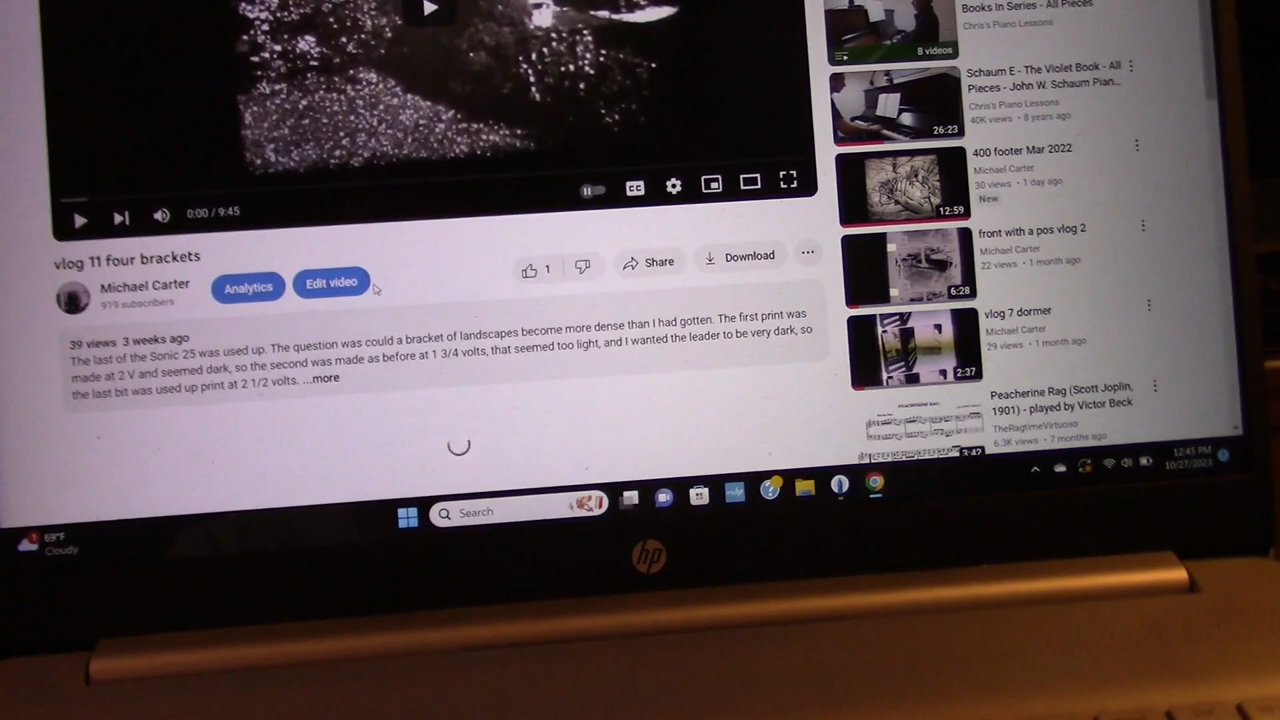 Books In Series - All Pieces
Chris's Piano Lessons
8 videos
Schaum E - The Violet Book - All
Pieces - John W. Schaum Pian...
Chris's Piano Lessons
40K views • 8 years ago
26:23
400 footer Mar 2022
Michael Carter
30 views • 1 day ago
New
12:59
front with a pos vlog 2
Michael Carter
22 views • 1 month ago
6:28
vlog 7 dormer
Michael Carter
29 views • 1 month ago
2:37
Peacherine Rag (Scott Joplin,
1901) - played by Victor Beck
TheRagtimeVirtuoso
6.3K views • 7 months ago
3:42
0:00 / 9:45
CC
vlog 11 four brackets
Michael Carter
919 subscribers
Analytics
Edit video
1
Share
Download
39 views 3 weeks ago
The last of the Sonic 25 was used up. The question was could a bracket of landscapes become more dense than I had gotten. The first print was
made at 2 V and seemed dark, so the second was made as before at 1 3/4 volts, that seemed too light, and I wanted the leader to be very dark, so
the last bit was used up print at 2 1/2 volts. ...more
1
69°F
Cloudy
Search
12:45 PM
10/27/2023
hp